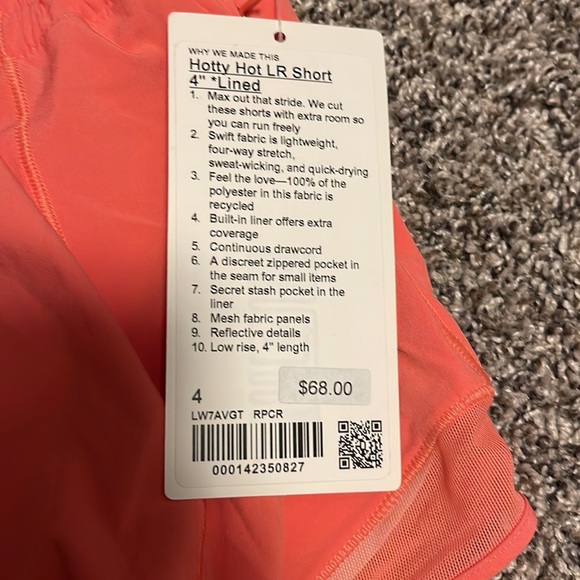 WHY WE MADE THIS
Hotty Hot LR Short
4" *Lined
1. Max out that stride. We cut
these shorts with extra room so
you can run freely
2. Swift fabric is lightweight,
four-way stretch,
sweat-wicking, and quick-drying
3. Feel the love—100% of the
polyester in this fabric is
recycled
4. Built-in liner offers extra
coverage
5. Continuous drawcord
6. A discreet zippered pocket in
the seam for small items
7. Secret stash pocket in the
liner
8. Mesh fabric panels
9. Reflective details
10. Low rise, 4" length
$68.00
4
LW7AVGT RPCR
000142350827